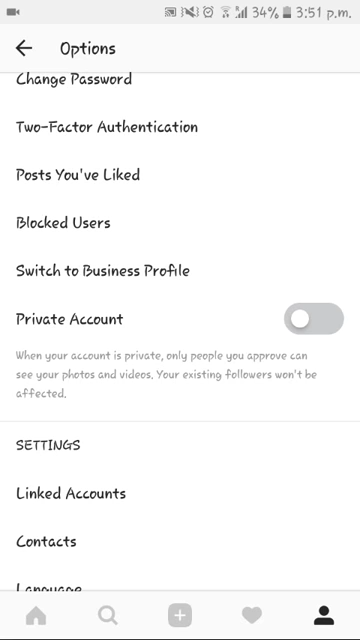 34% 3:51 p.m.
Options
Change Password
Two-Factor Authentication
Posts You've Liked
Blocked Users
Switch to Business Profile
Private Account
When your account is private, only people you approve can
see your photos and videos. Your existing followers won't be
affected.
SETTINGS
Linked Accounts
Contacts
Language